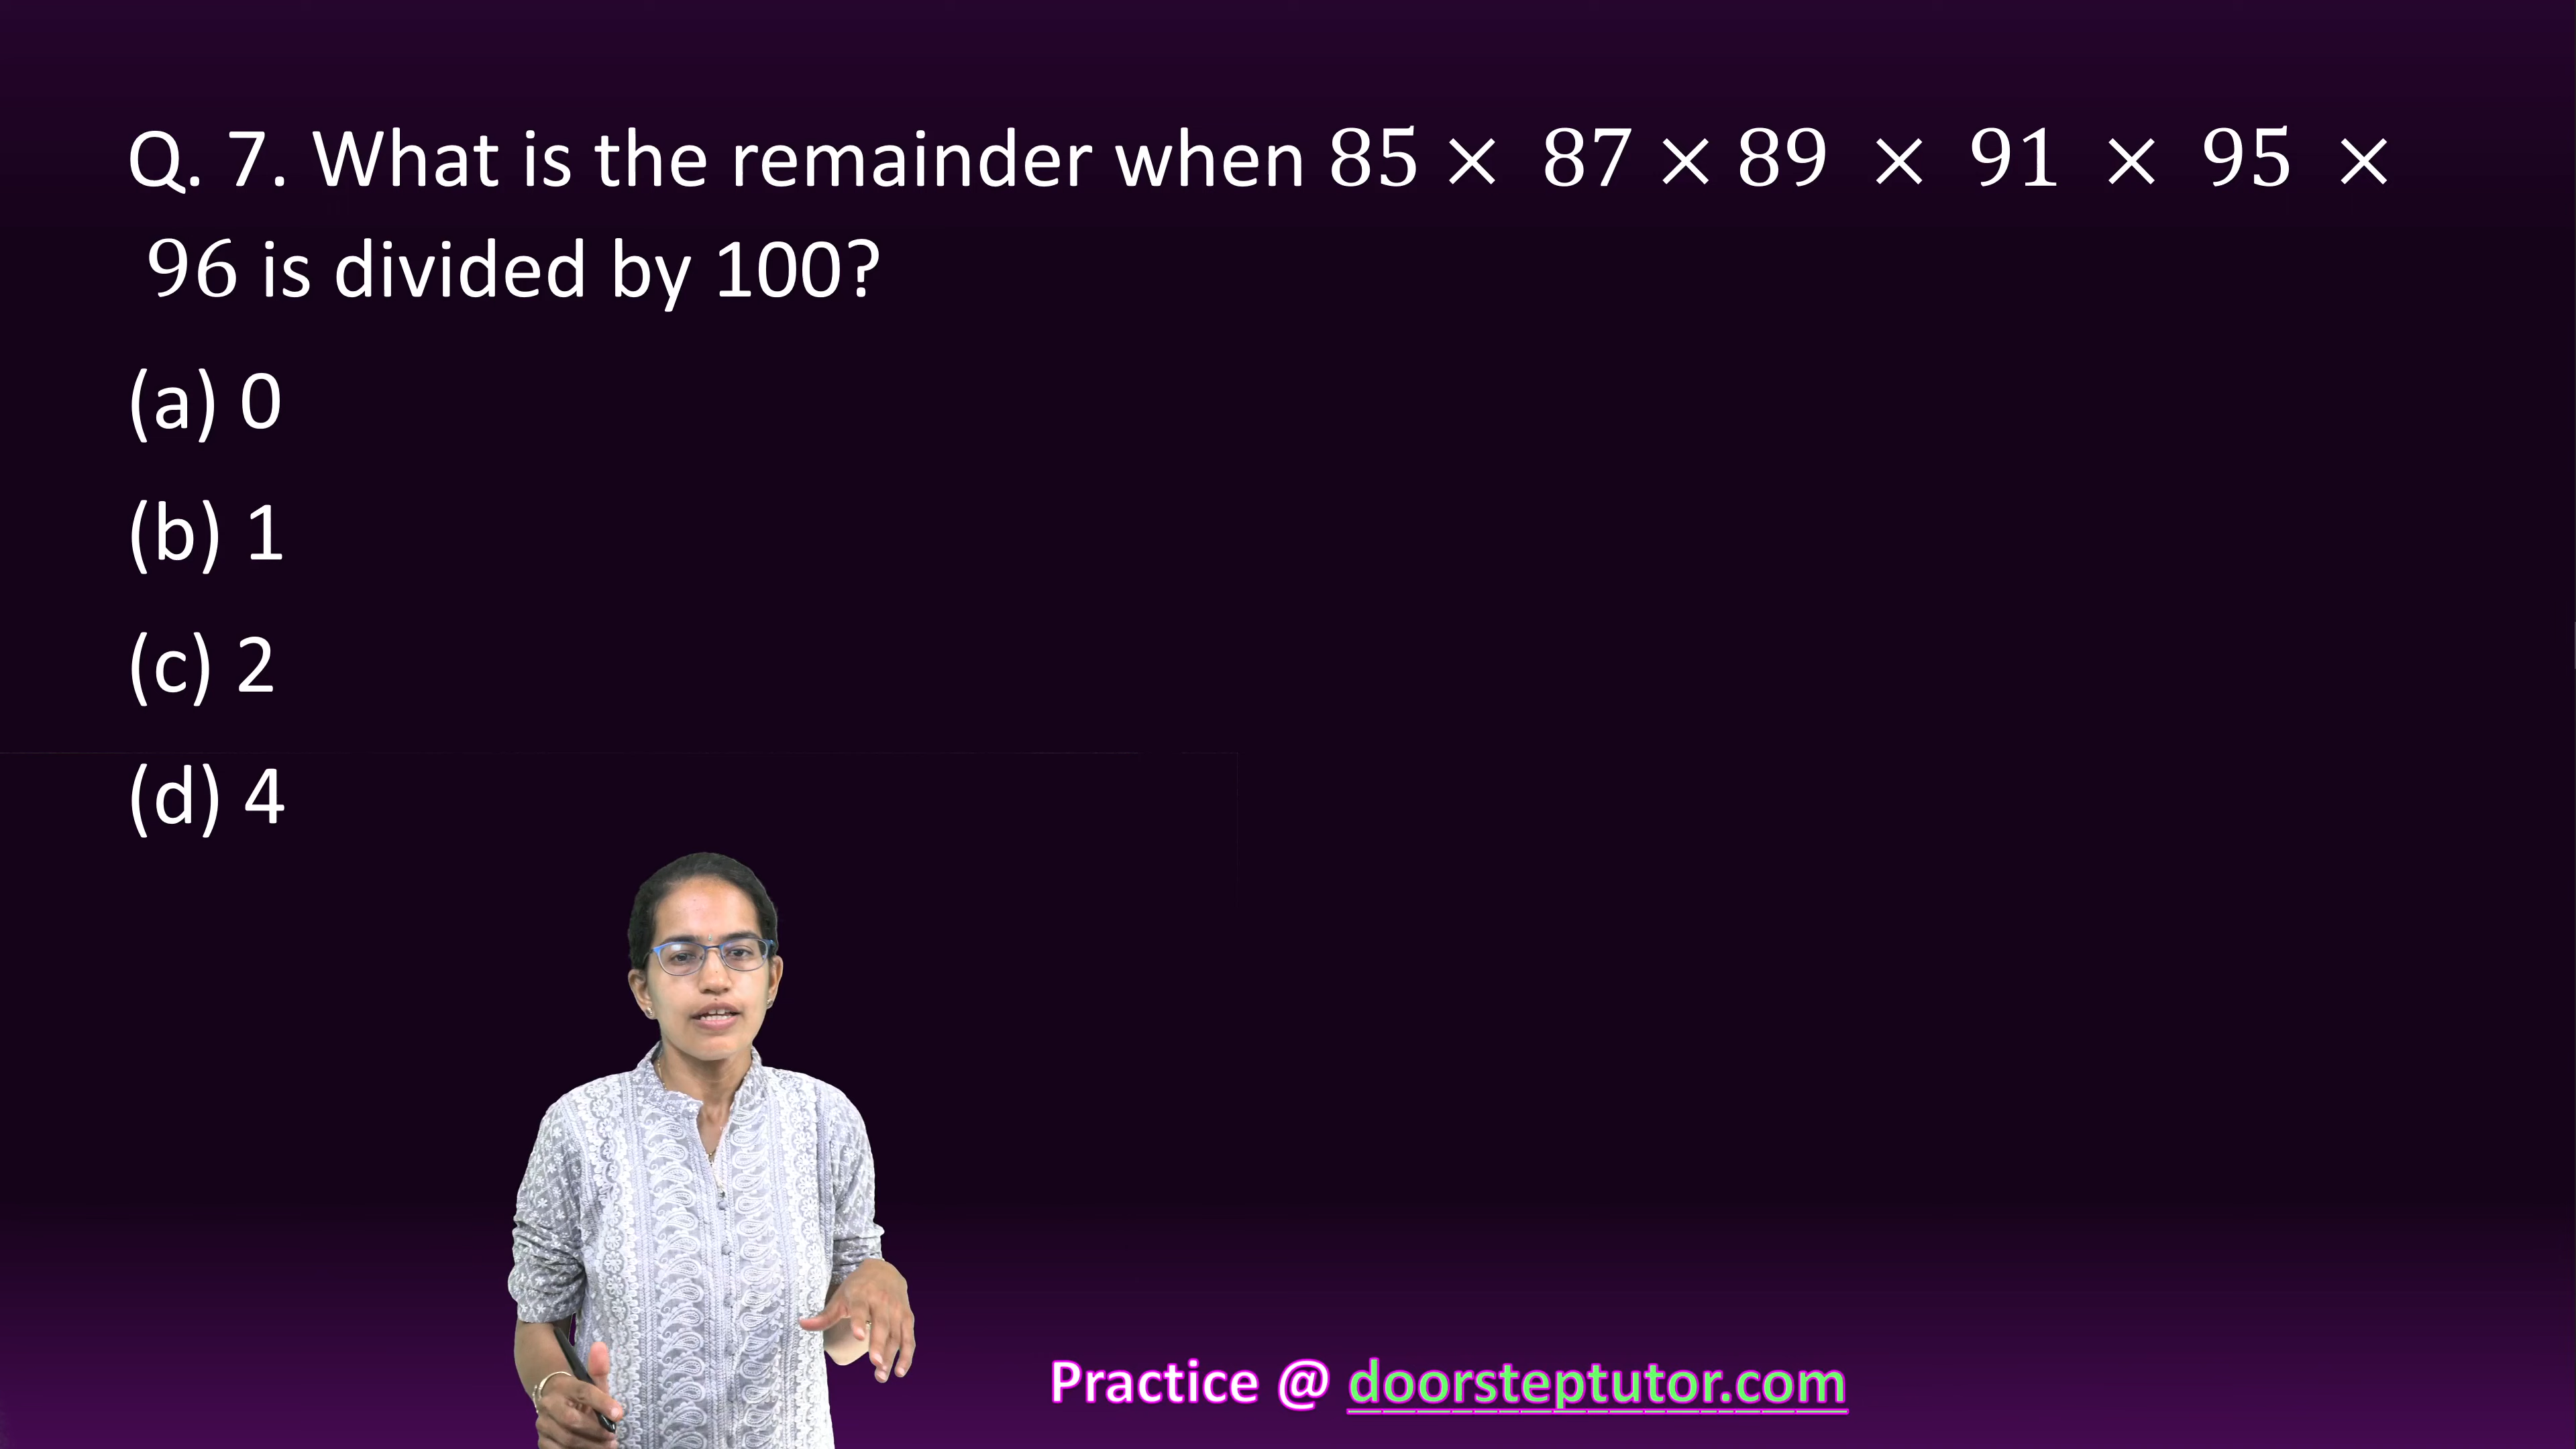 Q. 7. What is the remainder when 85 × 87 × 89 × 91 × 95 ×
96 is divided by 100?
(a) 0
(b) 1
(c) 2
(d) 4
Practice @ doorsteptutor.com